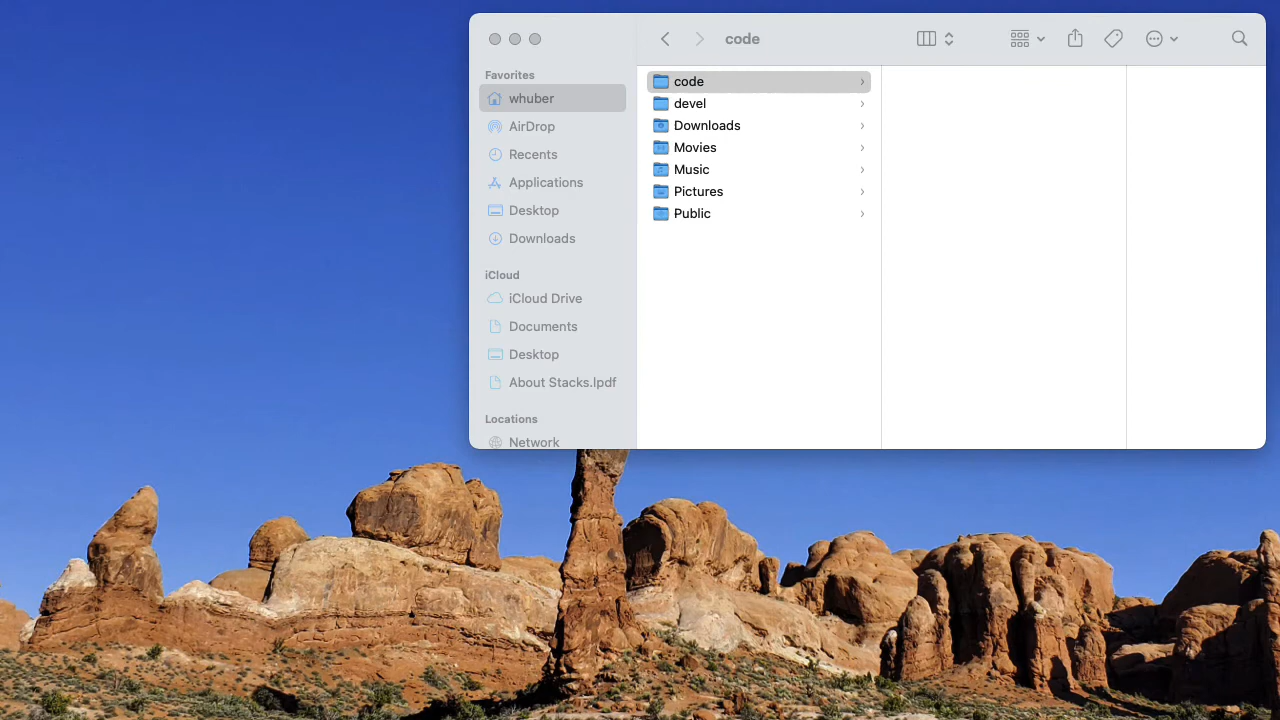 code
Favorites
whuber
AirDrop
Recents
Applications
Desktop
Downloads
iCloud
iCloud Drive
Documents
Desktop
About Stacks.lpdf
Locations
Network
code
devel
Downloads
Movies
Music
Pictures
Public